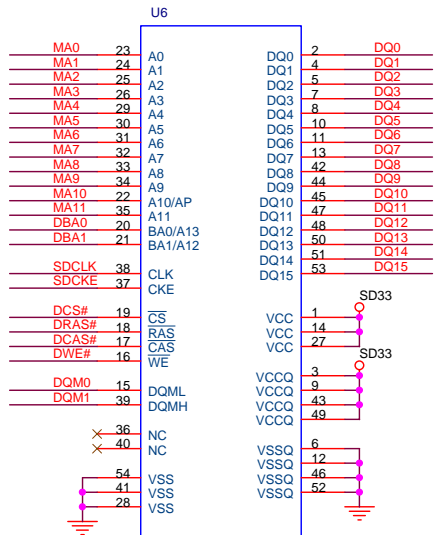 U6
MA0 23 A0 DQ0 2 DQ0
MA1 24 A1 DQ1 4 DQ1
MA2 25 A2 DQ2 5 DQ2
MA3 26 A3 DQ3 7 DQ3
MA4 29 A4 DQ4 8 DQ4
MA5 30 A5 DQ5 10 DQ5
MA6 31 A6 DQ6 11 DQ6
MA7 32 A7 DQ7 13 DQ7
MA8 33 A8 DQ8 42 DQ8
MA9 34 A9 DQ9 44 DQ9
MA10 22 A10/AP DQ10 45 DQ10
MA11 35 A11 DQ11 47 DQ11
DBA0 20 BA0/A13 DQ12 48 DQ12
DBA1 21 BA1/A12 DQ13 50 DQ13
DQ14 51 DQ14
SDCLK 38 CLK DQ15 53 DQ15
SDCKE 37 CKE
SD33
DCS# 19 CS VCC 1
DRAS# 18 RAS VCC 14
DCAS# 17 CAS VCC 27
DWE# 16 WE
SD33
VCCQ 3
DQM0 15 DQML VCCQ 9
DQM1 39 DQMH VCCQ 43
VCCQ 49
36 NC
40 NC VSSQ 6
VSSQ 12
54 VSS VSSQ 46
41 VSS VSSQ 52
28 VSS